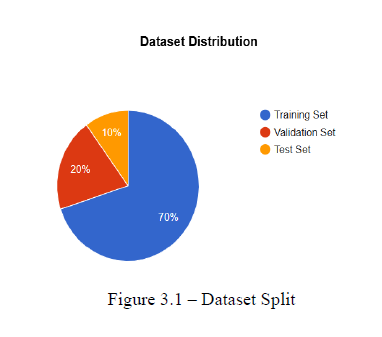 Dataset Distribution
Training Set
Validation Set
Test Set
10%
20%
70%
Figure 3.1 – Dataset Split